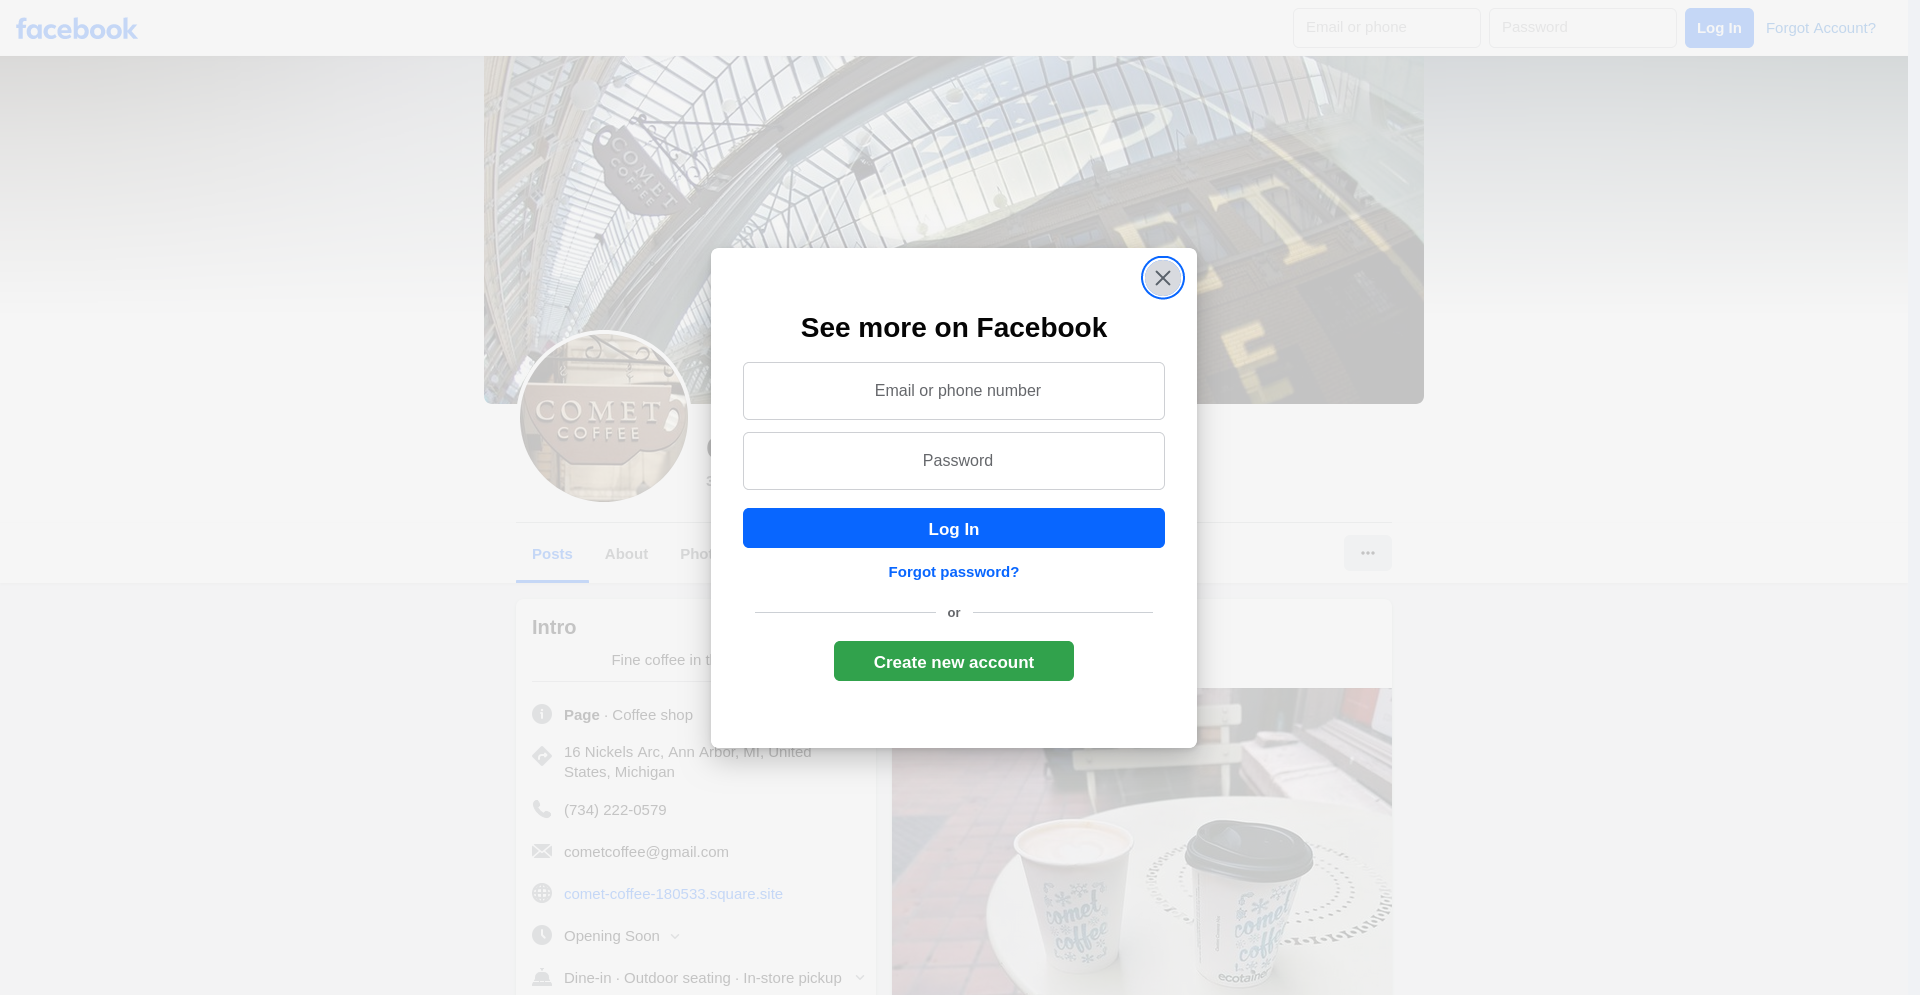 facebook
Email or phone
Password
Log In
Forgot Account?
COMET
COFFEE
ET
E
See more on Facebook
Email or phone number
Password
Log In
Forgot password?
or
Create new account
COMET
COFFEE
3
Posts
About
Phot
Intro
Fine coffee in t
Page · Coffee shop
16 Nickels Arc, Ann Arbor, MI, United
States, Michigan
(734) 222-0579
cometcoffee@gmail.com
comet-coffee-180533.square.site
Opening Soon
Dine-in · Outdoor seating · In-store pickup
comet
coffee
comet
coffe
ecotainer